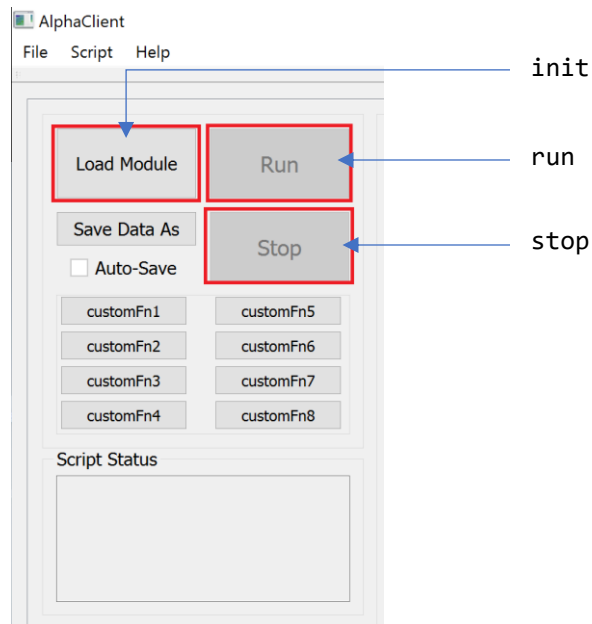 AlphaClient
File Script Help
init
Load Module
Run
run
Save Data As
Stop
stop
Auto-Save
customFn1 customFn5
customFn2 customFn6
customFn3 customFn7
customFn4 customFn8
Script Status